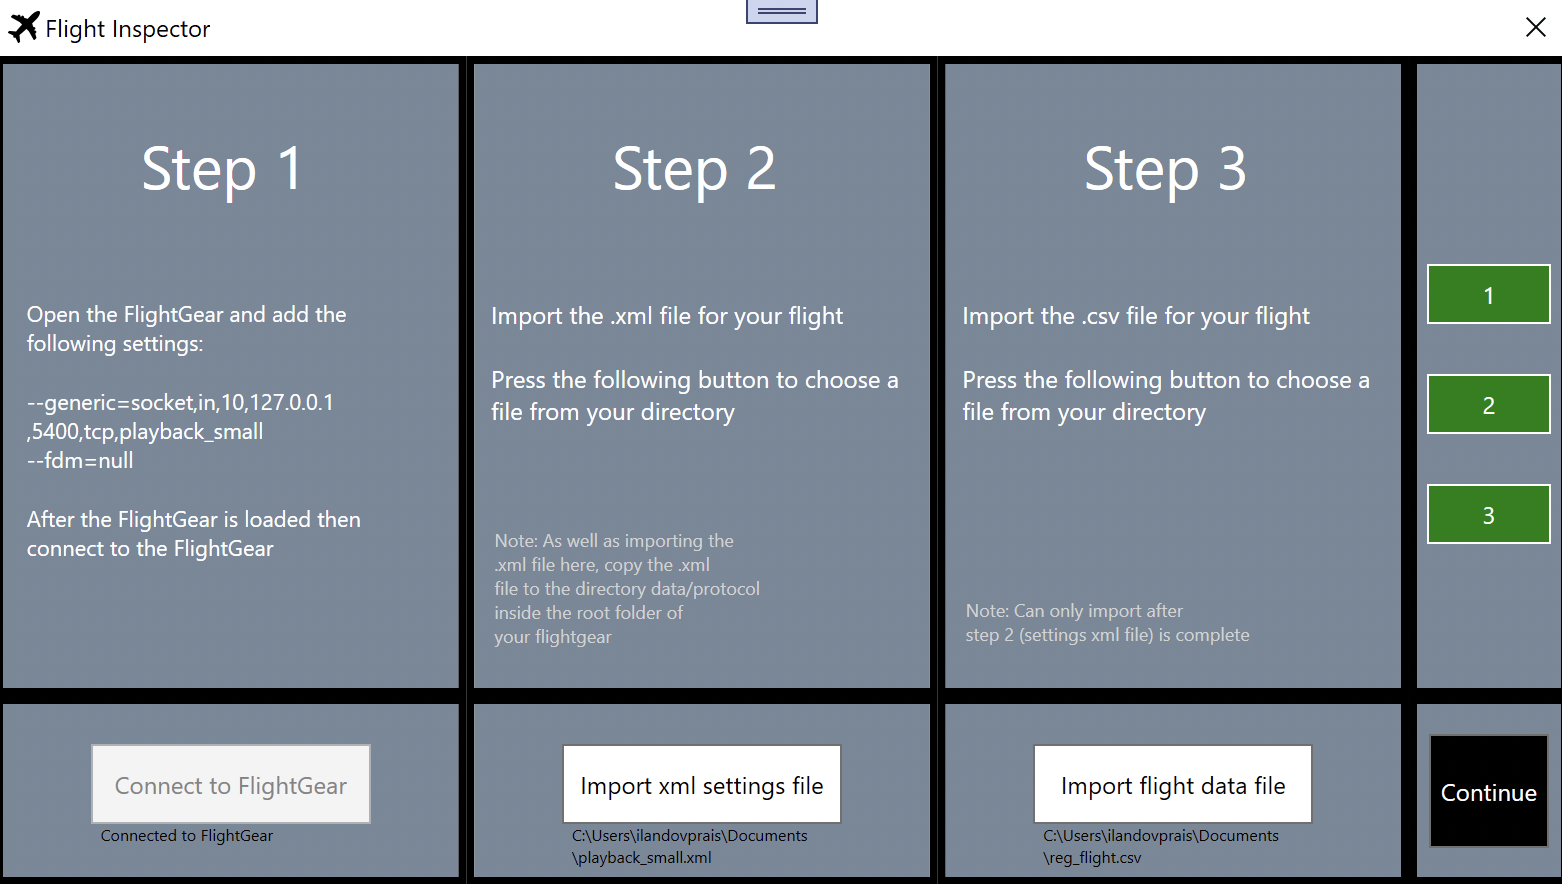 Flight Inspector
Step 1
Open the FlightGear and add the
following settings:
--generic=socket,in,10,127.0.0.1
,5400,tcp,playback_small
--fdm=null
After the FlightGear is loaded then
connect to the FlightGear
Connect to FlightGear
Connected to FlightGear
Step 2
Import the .xml file for your flight
Press the following button to choose a
file from your directory
Note: As well as importing the
.xml file here, copy the .xml
file to the directory data/protocol
inside the root folder of
your flightgear
Import xml settings file
C:\Users\ilandovprais\Documents
\playback_small.xml
Step 3
Import the .csv file for your flight
Press the following button to choose a
file from your directory
Note: Can only import after
step 2 (settings xml file) is complete
Import flight data file
C:\Users\ilandovprais\Documents
\reg_flight.csv
1
2
3
Continue